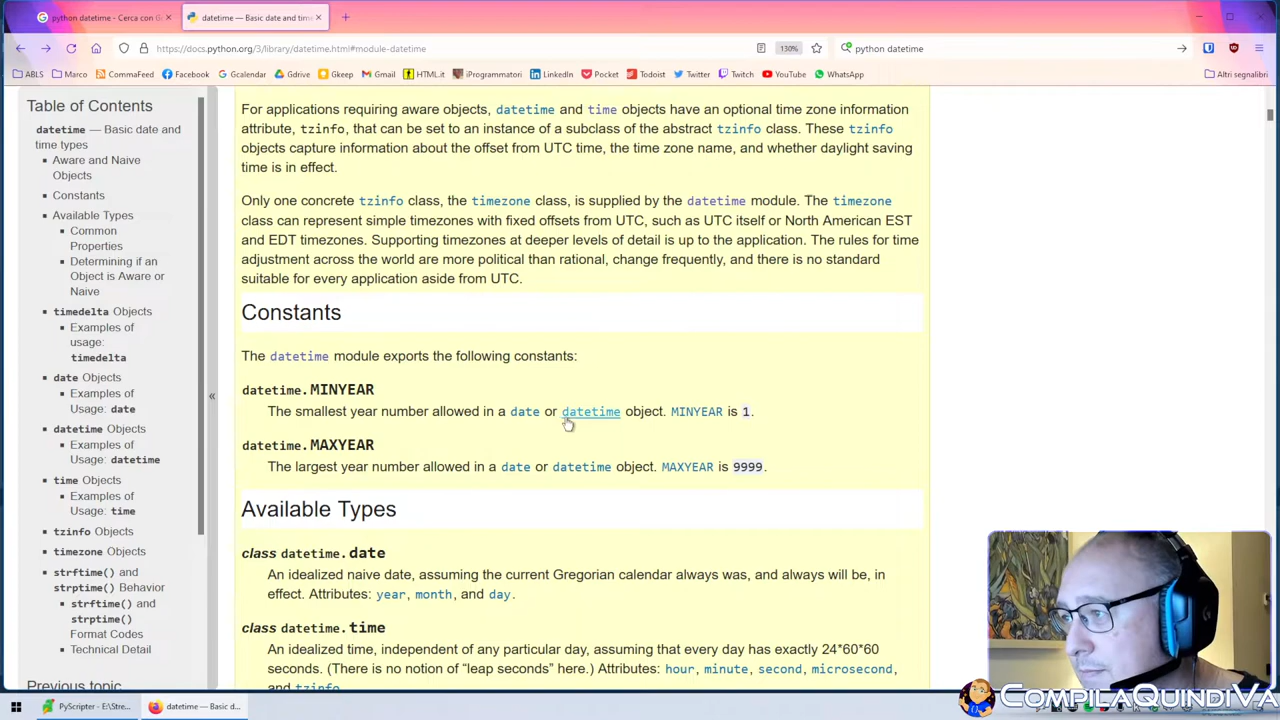 python datetime - Cerca con G
datetime — Basic date and time
https://docs.python.org/3/library/datetime.html#module-datetime
130%
python datetime
ABLS
Marco
CommaFeed
Facebook
Gcalendar
Gdrive
Gkeep
Gmail
HTML.it
iProgrammatori
LinkedIn
Pocket
Todoist
Twitter
Twitch
YouTube
WhatsApp
Altri segnalibri
Table of Contents
datetime — Basic date and
time types
Aware and Naive
Objects
Constants
Available Types
Common
Properties
Determining if an
Object is Aware or
Naive
timedelta Objects
Examples of
usage:
timedelta
date Objects
Examples of
Usage: date
datetime Objects
Examples of
Usage: datetime
time Objects
Examples of
Usage: time
tzinfo Objects
timezone Objects
strftime() and
strptime() Behavior
strftime() and
strptime()
Format Codes
Technical Detail
Previous topic
«
For applications requiring aware objects, datetime and time objects have an optional time zone information
attribute, tzinfo, that can be set to an instance of a subclass of the abstract tzinfo class. These tzinfo
objects capture information about the offset from UTC time, the time zone name, and whether daylight saving
time is in effect.
Only one concrete tzinfo class, the timezone class, is supplied by the datetime module. The timezone
class can represent simple timezones with fixed offsets from UTC, such as UTC itself or North American EST
and EDT timezones. Supporting timezones at deeper levels of detail is up to the application. The rules for time
adjustment across the world are more political than rational, change frequently, and there is no standard
suitable for every application aside from UTC.
Constants
The datetime module exports the following constants:
datetime.MINYEAR
The smallest year number allowed in a date or datetime object. MINYEAR is 1.
datetime.MAXYEAR
The largest year number allowed in a date or datetime object. MAXYEAR is 9999.
Available Types
class datetime.date
An idealized naive date, assuming the current Gregorian calendar always was, and always will be, in
effect. Attributes: year, month, and day.
class datetime.time
An idealized time, independent of any particular day, assuming that every day has exactly 24*60*60
seconds. (There is no notion of “leap seconds” here.) Attributes: hour, minute, second, microsecond,
and tzinfo.
PyScripter - E:\Stre...
datetime — Basic d...
CompilaQuindiVa